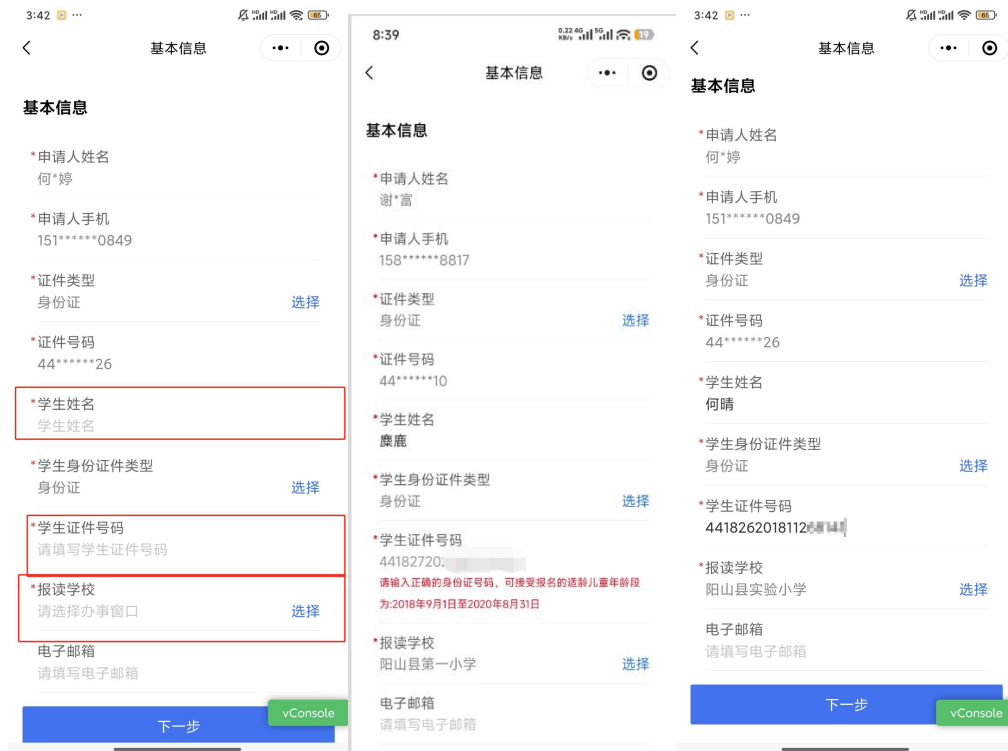 3:42
65
基本信息
基本信息
*申请人姓名
何*婷
*申请人手机
151******0849
*证件类型
身份证
选择
*证件号码
44******26
*学生姓名
学生姓名
*学生身份证件类型
身份证
选择
*学生证件号码
请填写学生证件号码
*报读学校
请选择办事窗口
选择
电子邮箱
请填写电子邮箱
下一步
vConsole
8:39
0.22 KB/s 4G 5G 19
基本信息
基本信息
*申请人姓名
谢*富
*申请人手机
158******8817
*证件类型
身份证
选择
*证件号码
44******10
*学生姓名
麋鹿
*学生身份证件类型
身份证
选择
*学生证件号码
44182720
请输入正确的身份证号码，可接受报名的适龄儿童年龄段
为:2018年9月1日至2020年8月31日
*报读学校
阳山县第一小学
选择
电子邮箱
请填写电子邮箱
3:42
65
基本信息
基本信息
*申请人姓名
何*婷
*申请人手机
151******0849
*证件类型
身份证
选择
*证件号码
44******26
*学生姓名
何晴
*学生身份证件类型
身份证
选择
*学生证件号码
4418262018112
*报读学校
阳山县实验小学
选择
电子邮箱
请填写电子邮箱
下一步
vConsole